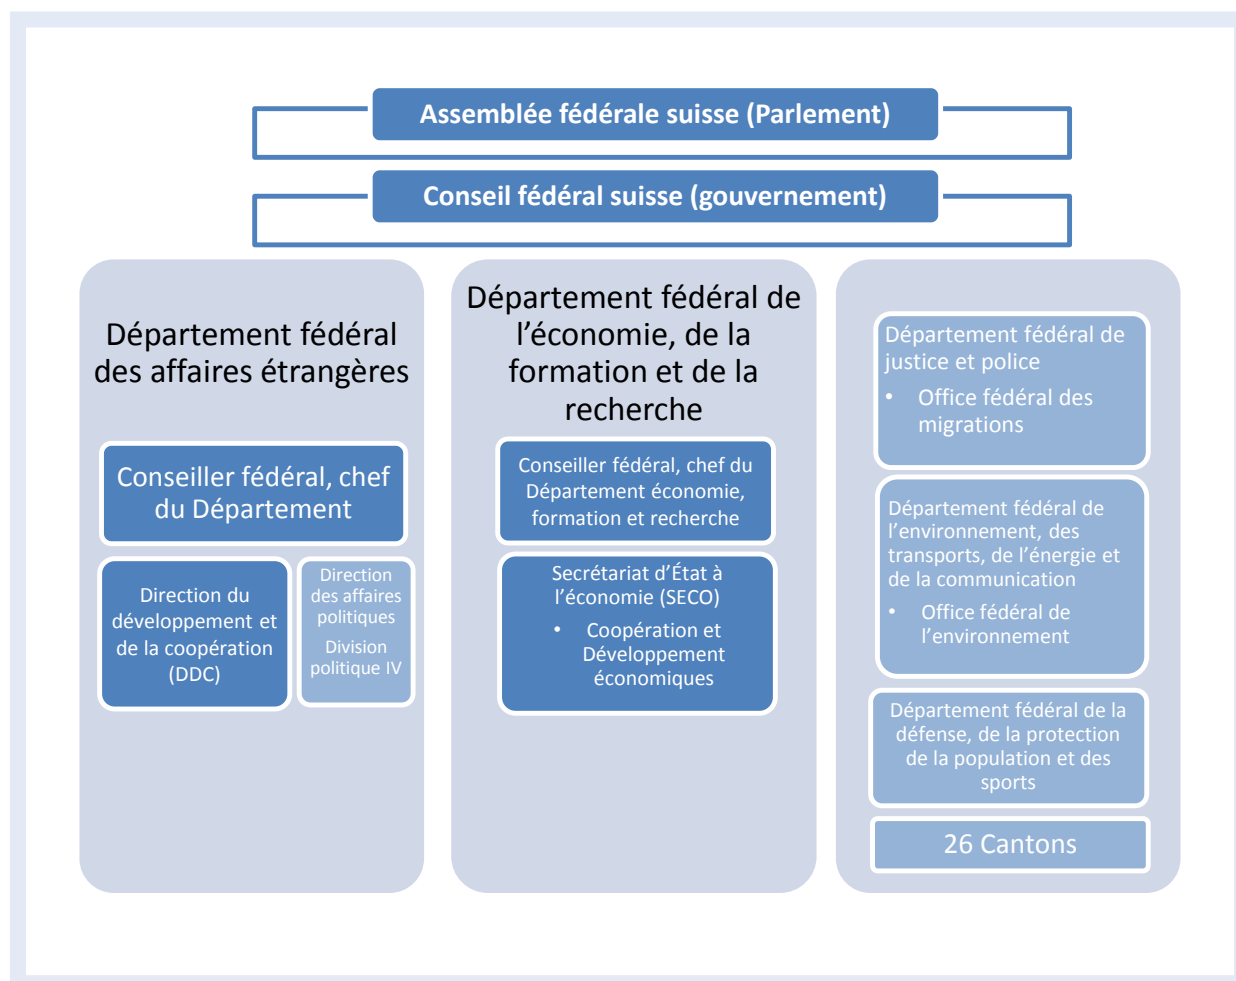 Assemblée fédérale suisse (Parlement)
Conseil fédéral suisse (gouvernement)
Département fédéral
des affaires étrangères
Conseiller fédéral, chef
du Département
Direction du
développement et
de la coopération
(DDC)
Direction
des affaires
politiques
Division
politique IV
Département fédéral de
l’économie, de la
formation et de la
recherche
Conseiller fédéral, chef du
Département économie,
formation et recherche
Secrétariat d’État à
l’économie (SECO)
• Coopération et
Développement
économiques
Département fédéral de
justice et police
• Office fédéral des
migrations
Département fédéral de
l’environnement, des
transports, de l’énergie et
de la communication
• Office fédéral de
l’environnement
Département fédéral de la
défense, de la protection
de la population et des
sports
26 Cantons